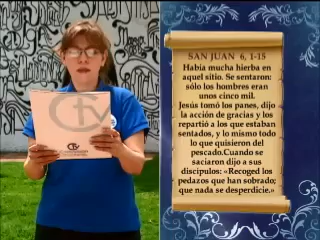 SAN JUAN 6, 1-15
Había mucha hierba en
aquel sitio. Se sentaron:
sólo los hombres eran
unos cinco mil.
Jesús tomó los panes, dijo
la acción de gracias y los
repartió a los que estaban
sentados, y lo mismo todo
lo que quisieron del
pescado.Cuando se
saciaron dijo a sus
discípulos: «Recoged los
pedazos que han sobrado;
que nada se desperdicie.»